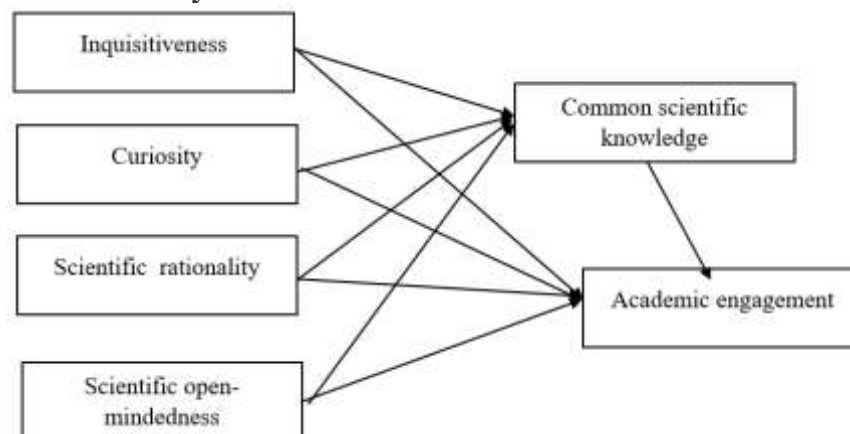 Inquisitiveness
Common scientific
knowledge
Curiosity
Scientific rationality
Academic engagement
Scientific open-
mindedness